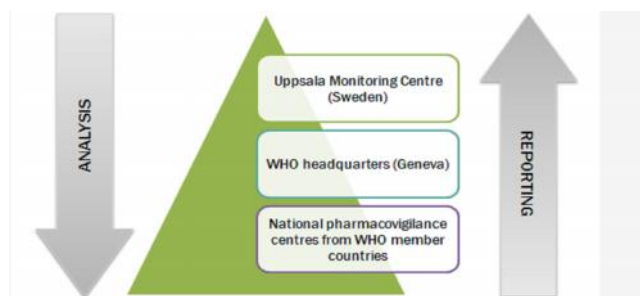 ANALYSIS
Uppsala Monitoring Centre
(Sweden)
WHO headquarters (Geneva)
National pharmacovigilance
centres from WHO member
countries
REPORTING